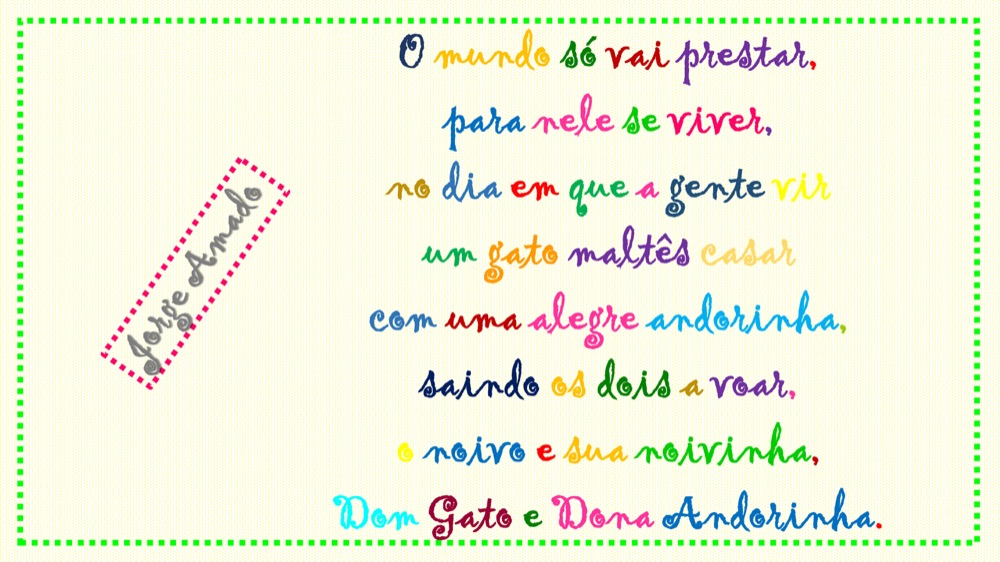 O mundo só vai prestar,
para nele se viver,
no dia em que a gente vir
um gato maltês casar
com uma alegre andorinha,
saindo os dois a voar,
o noivo e sua noivinha,
Dom Gato e Dona Andorinha.
Jorge Amado